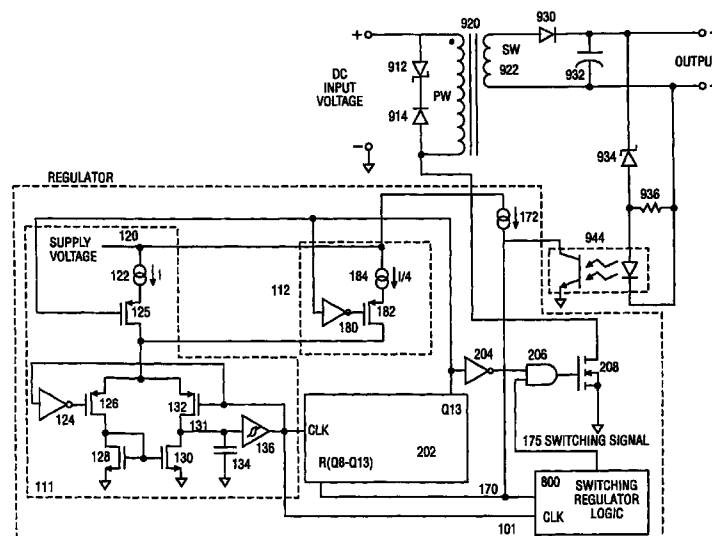 920
930
+
+
912
SW
922
932
OUTPUT
DC
INPUT
VOLTAGE
PW
914
−
−
934
REGULATOR
936
172
944
SUPPLY
VOLTAGE
120
122
I
184
I/4
112
125
180
182
204
206
208
124
126
132
131
Q13
175 SWITCHING SIGNAL
128
130
134
136
CLK
202
R(Q8-Q13)
170
800
SWITCHING
REGULATOR
LOGIC
111
101
CLK